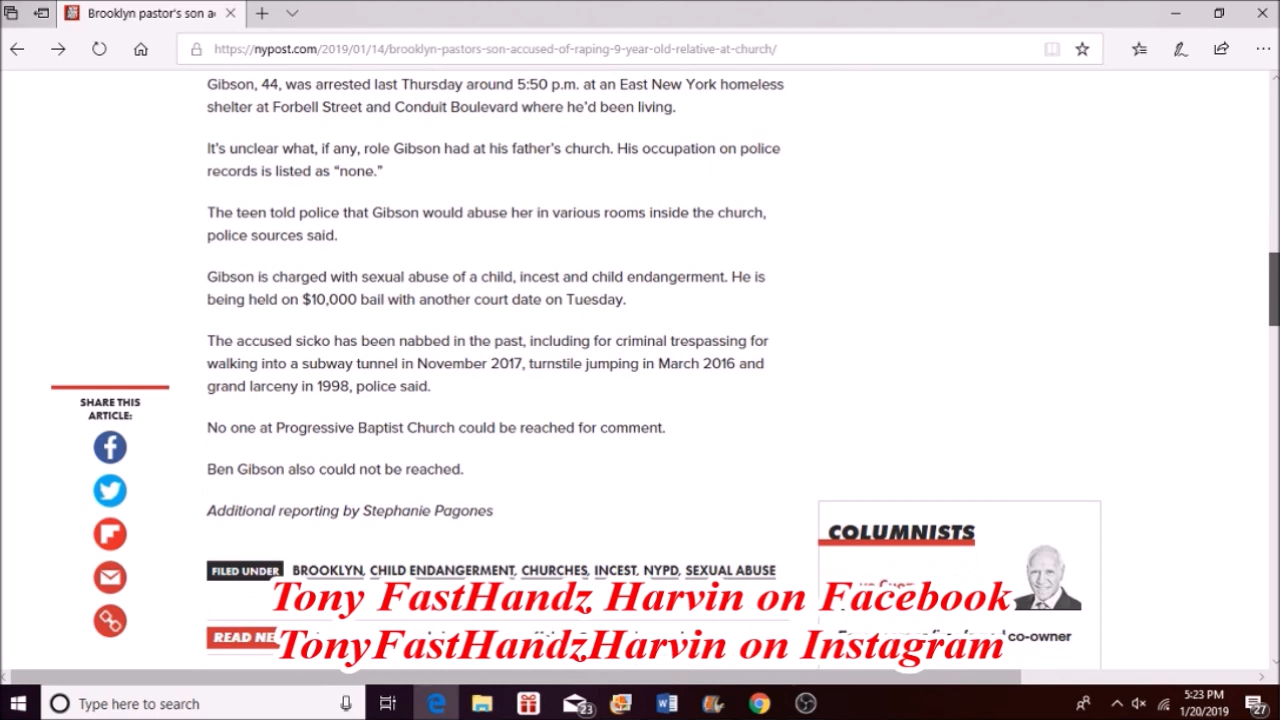 Brooklyn pastor's son a
https://nypost.com/2019/01/14/brooklyn-pastors-son-accused-of-raping-9-year-old-relative-at-church/
Gibson, 44, was arrested last Thursday around 5:50 p.m. at an East New York homeless
shelter at Forbell Street and Conduit Boulevard where he'd been living.
It's unclear what, if any, role Gibson had at his father's church. His occupation on police
records is listed as “none.”
The teen told police that Gibson would abuse her in various rooms inside the church,
police sources said.
Gibson is charged with sexual abuse of a child, incest and child endangerment. He is
being held on $10,000 bail with another court date on Tuesday.
The accused sicko has been nabbed in the past, including for criminal trespassing for
walking into a subway tunnel in November 2017, turnstile jumping in March 2016 and
grand larceny in 1998, police said.
SHARE THIS
ARTICLE:
No one at Progressive Baptist Church could be reached for comment.
Ben Gibson also could not be reached.
Additional reporting by Stephanie Pagones
COLUMNISTS
FILED UNDER BROOKLYN, CHILD ENDANGERMENT, CHURCHES, INCEST, NYPD, SEXUAL ABUSE
Tony FastHandz Harvin on Facebook
READ NE
co-owner
TonyFastHandzHarvin on Instagram
Type here to search
23
5:23 PM
1/20/2019
27